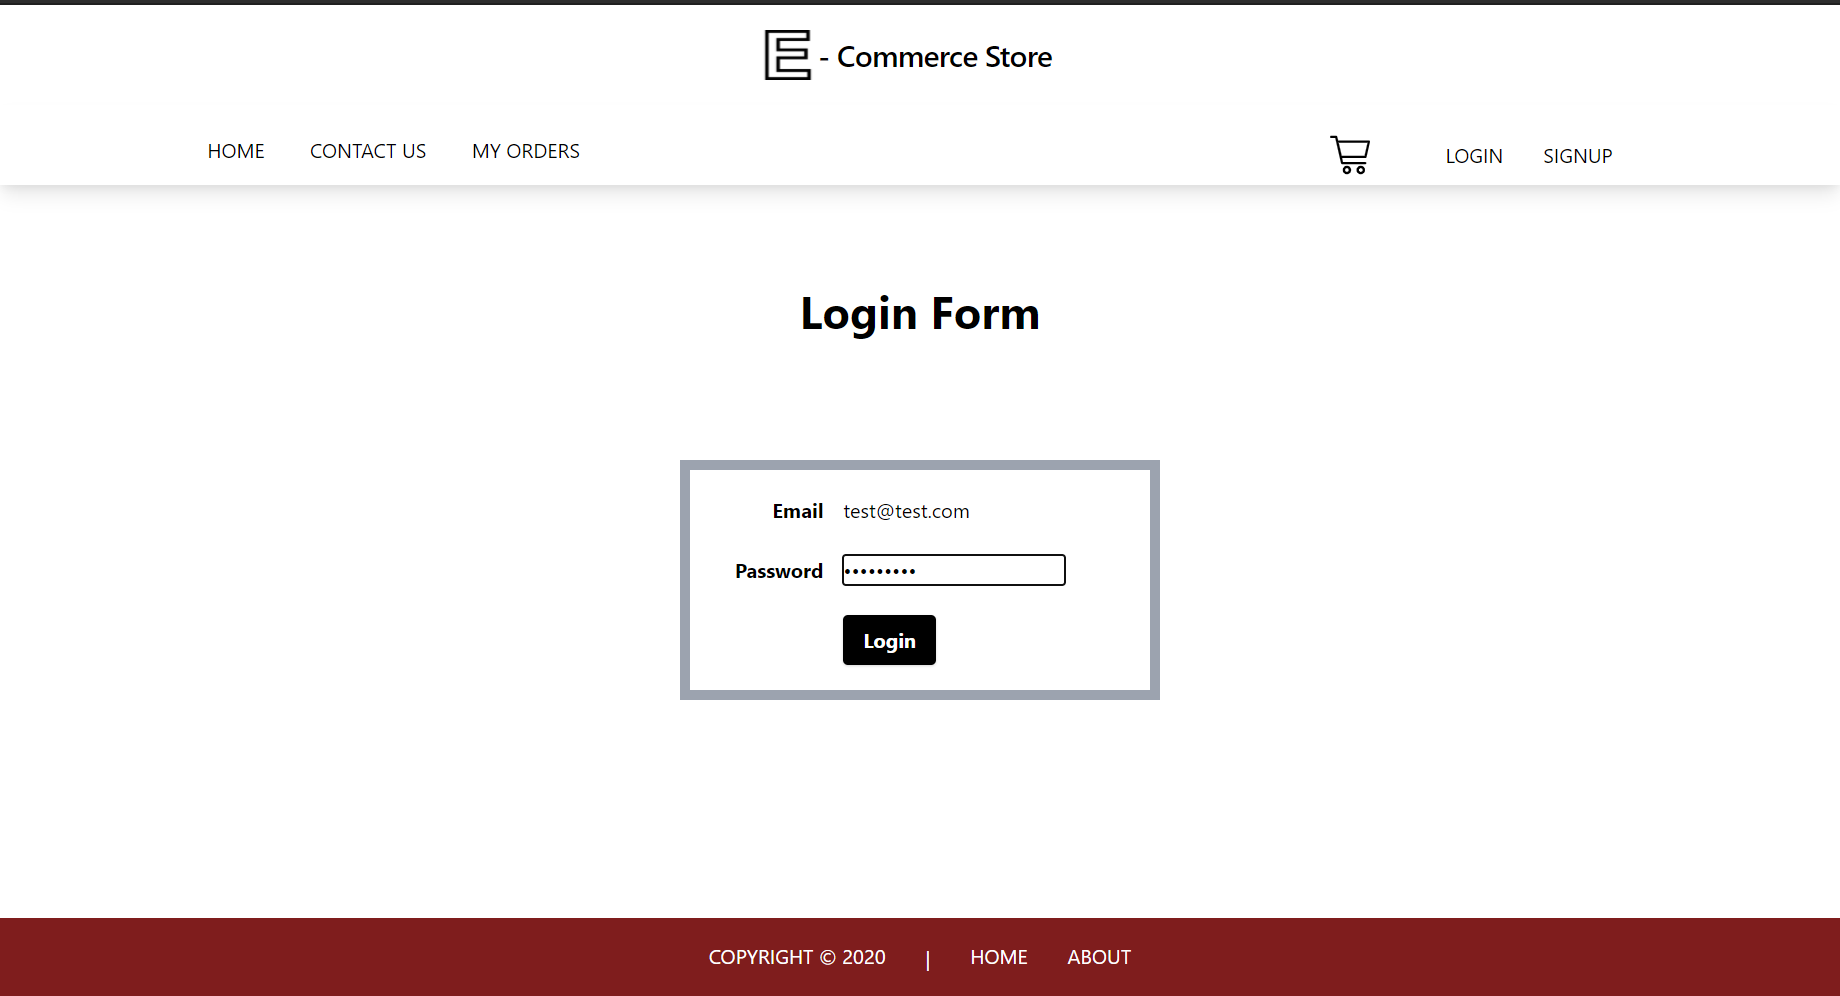 E - Commerce Store
HOME CONTACT US MY ORDERS LOGIN SIGNUP
Login Form
Email test@test.com
Password •••••••••
Login
COPYRIGHT © 2020 | HOME ABOUT